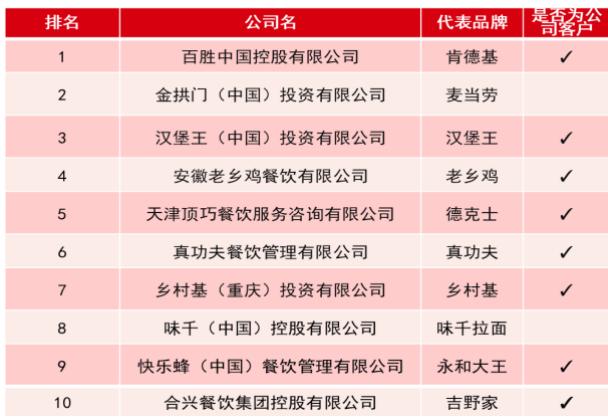 排名 公司名 代表品牌 是否为公司客户
1 百胜中国控股有限公司 肯德基 ✓
2 金拱门（中国）投资有限公司 麦当劳
3 汉堡王（中国）投资有限公司 汉堡王 ✓
4 安徽老乡鸡餐饮有限公司 老乡鸡 ✓
5 天津顶巧餐饮服务咨询有限公司 德克士 ✓
6 真功夫餐饮管理有限公司 真功夫 ✓
7 乡村基（重庆）投资有限公司 乡村基 ✓
8 味千（中国）控股有限公司 味千拉面
9 快乐蜂（中国）餐饮管理有限公司 永和大王 ✓
10 合兴餐饮集团控股有限公司 吉野家 ✓